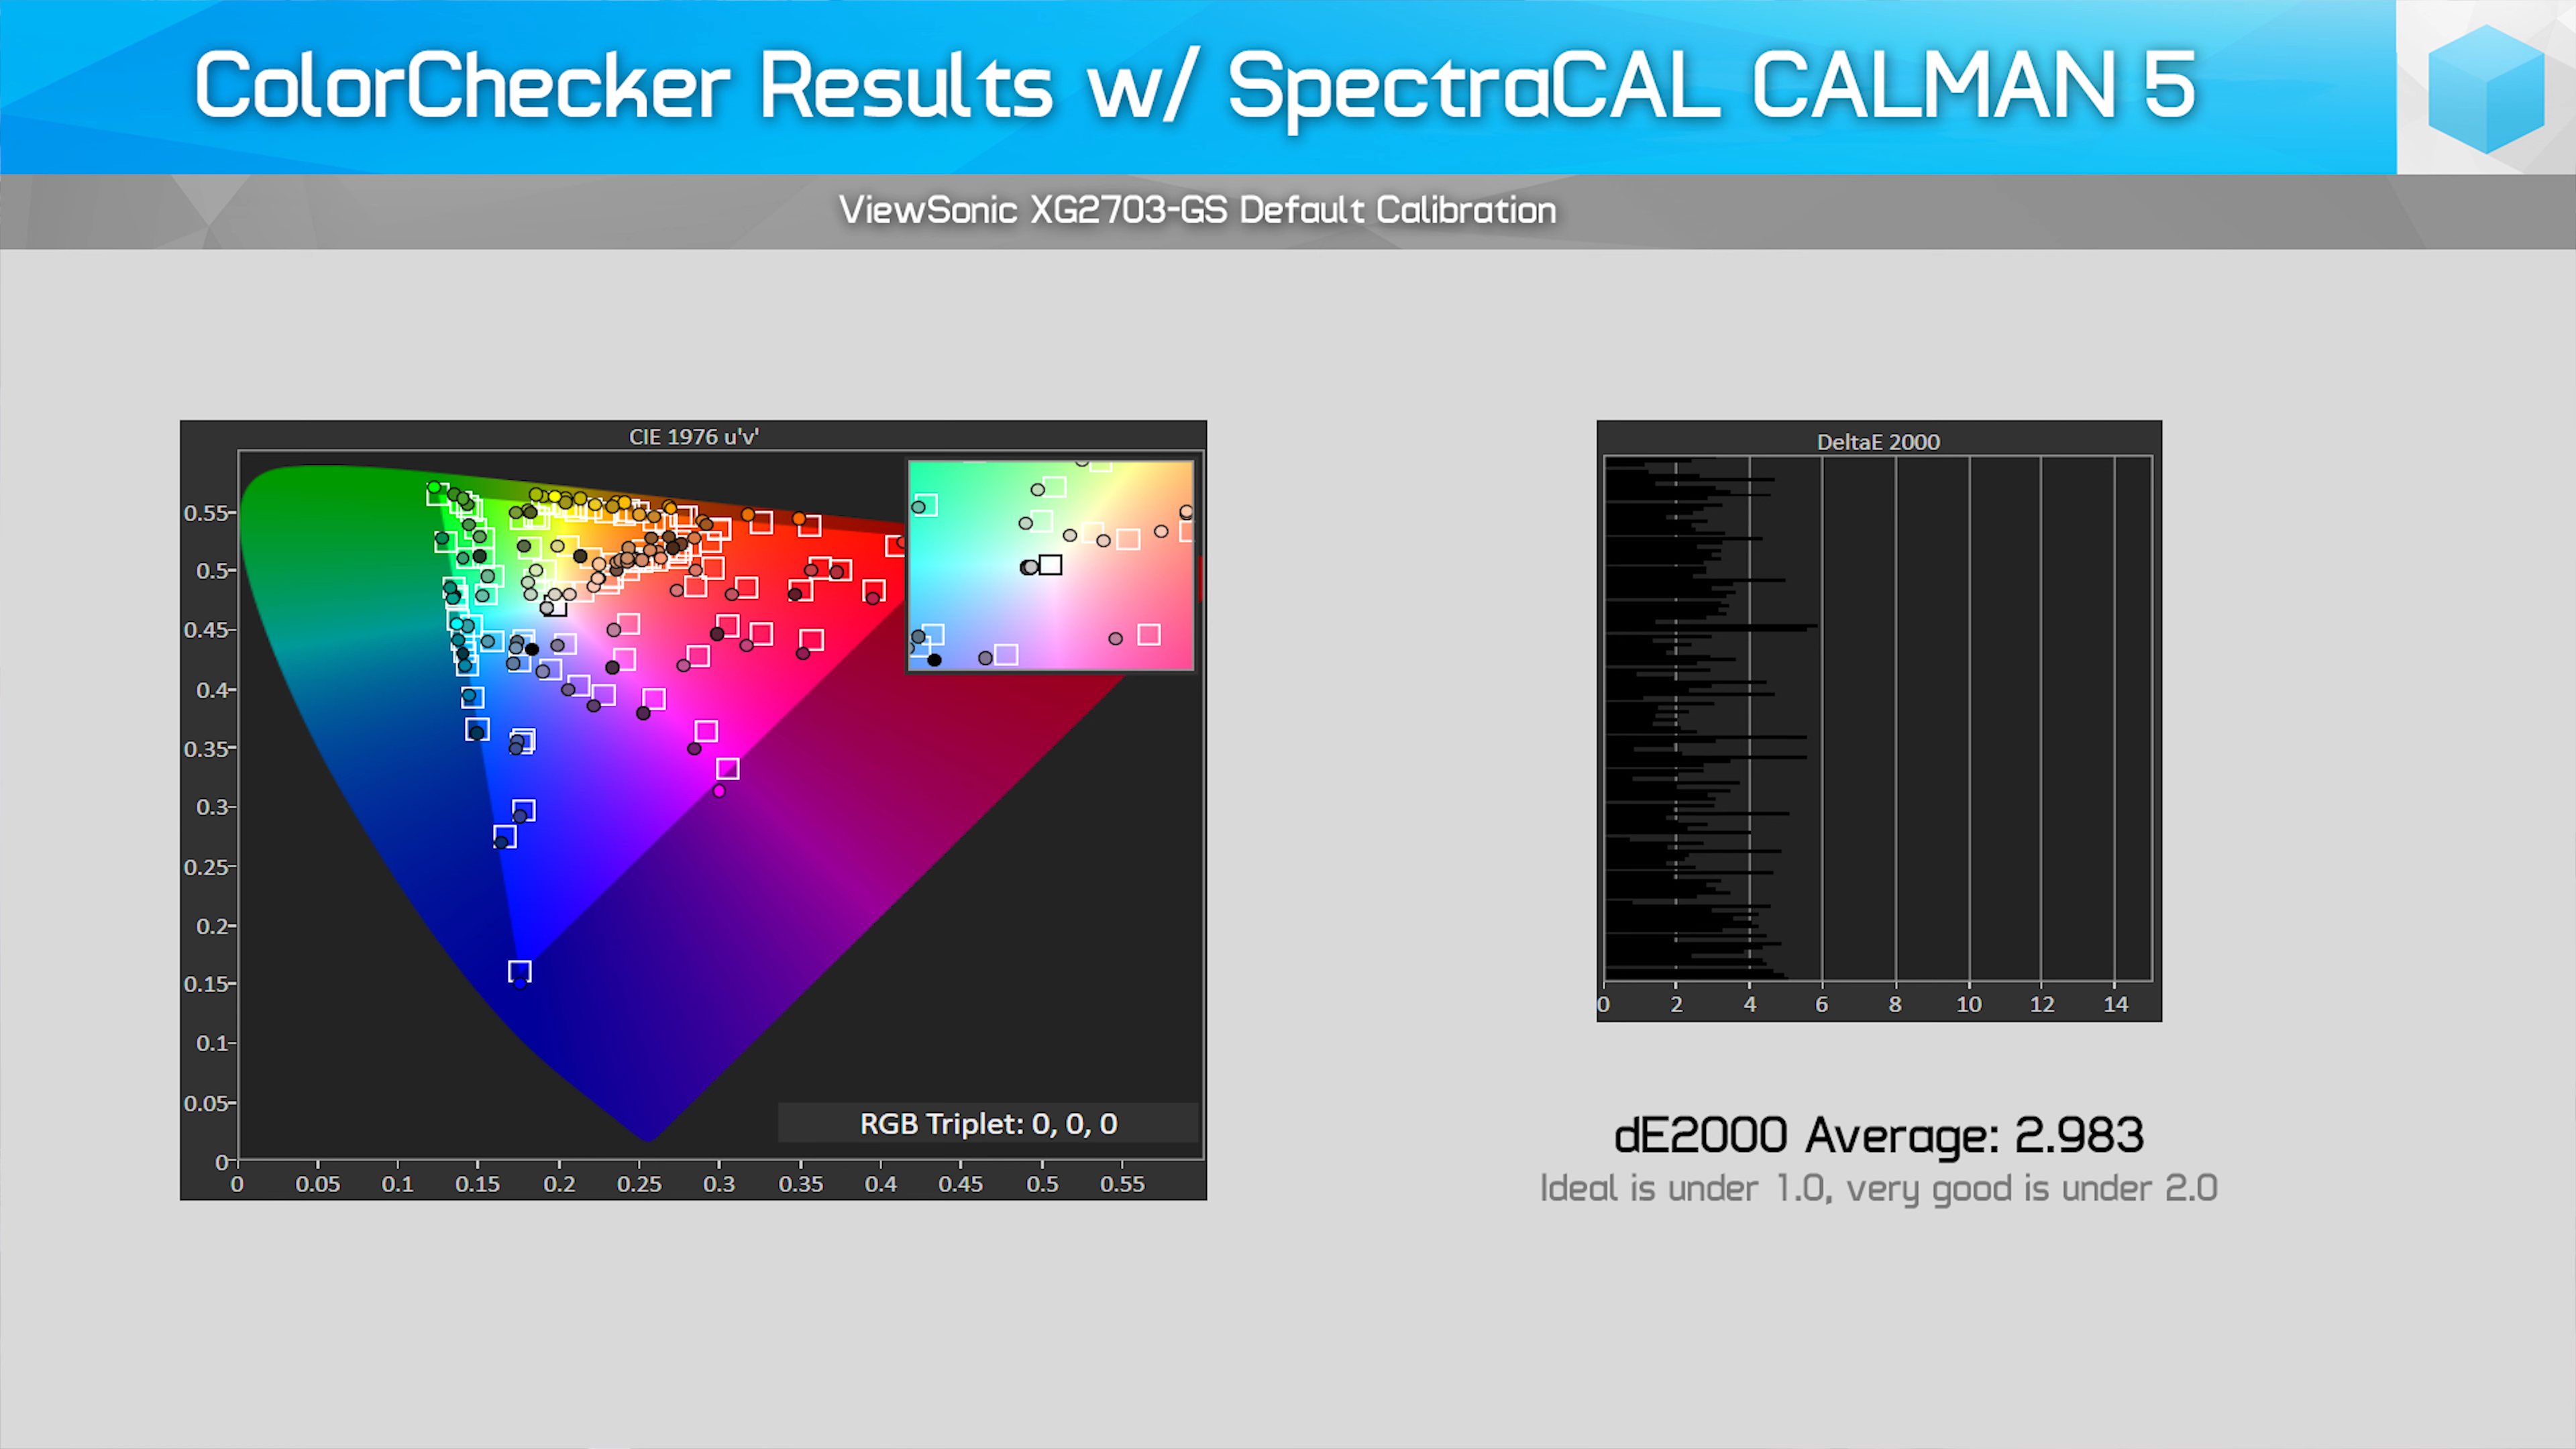 ColorChecker Results w/ SpectraCAL CALMAN 5
ViewSonic XG2703-GS Default Calibration
CIE 1976 u'v'
0.55
0.5
0.45
0.4
0.35
0.3
0.25
0.2
0.15
0.1
0.05
0
0 0.05 0.1 0.15 0.2 0.25 0.3 0.35 0.4 0.45 0.5 0.55
RGB Triplet: 0, 0, 0
DeltaE 2000
0 2 4 6 8 10 12 14
dE2000 Average: 2.983
Ideal is under 1.0, very good is under 2.0